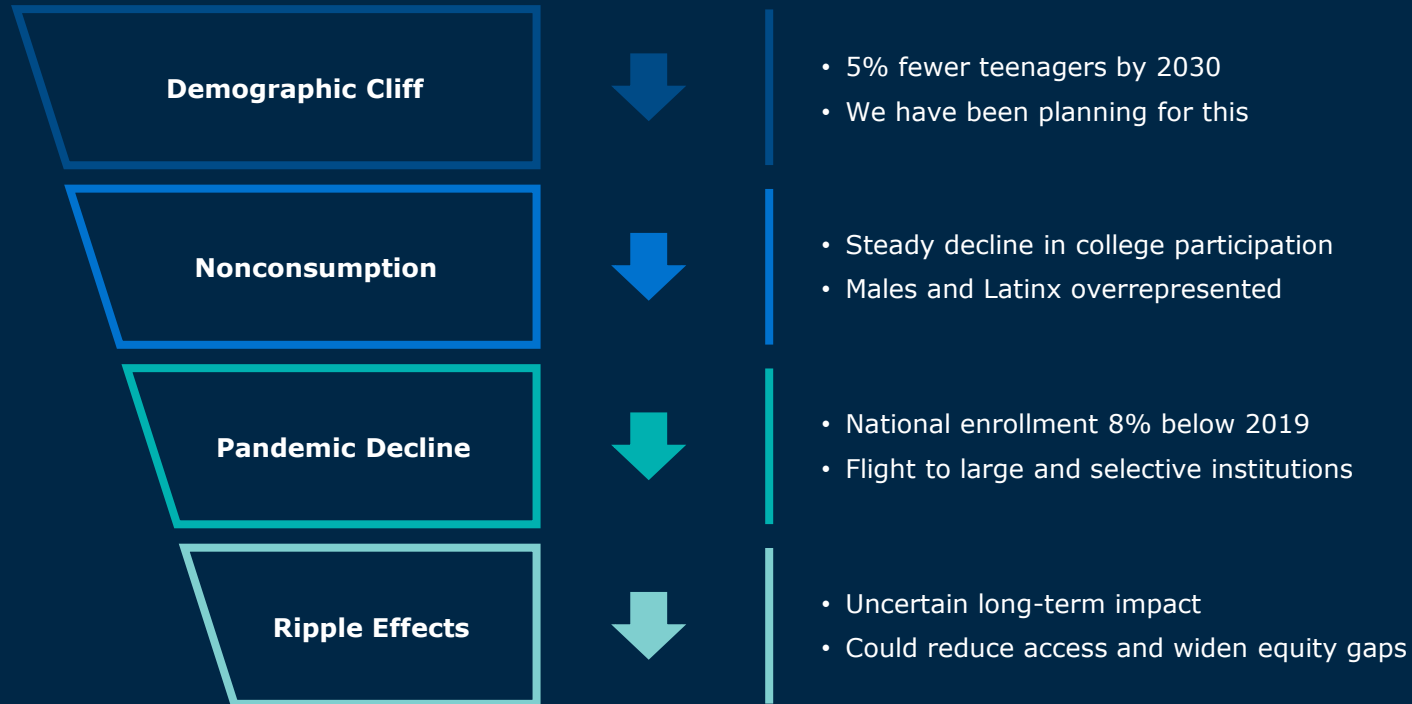 Demographic Cliff
• 5% fewer teenagers by 2030
• We have been planning for this
Nonconsumption
• Steady decline in college participation
• Males and Latinx overrepresented
Pandemic Decline
• National enrollment 8% below 2019
• Flight to large and selective institutions
Ripple Effects
• Uncertain long-term impact
• Could reduce access and widen equity gaps